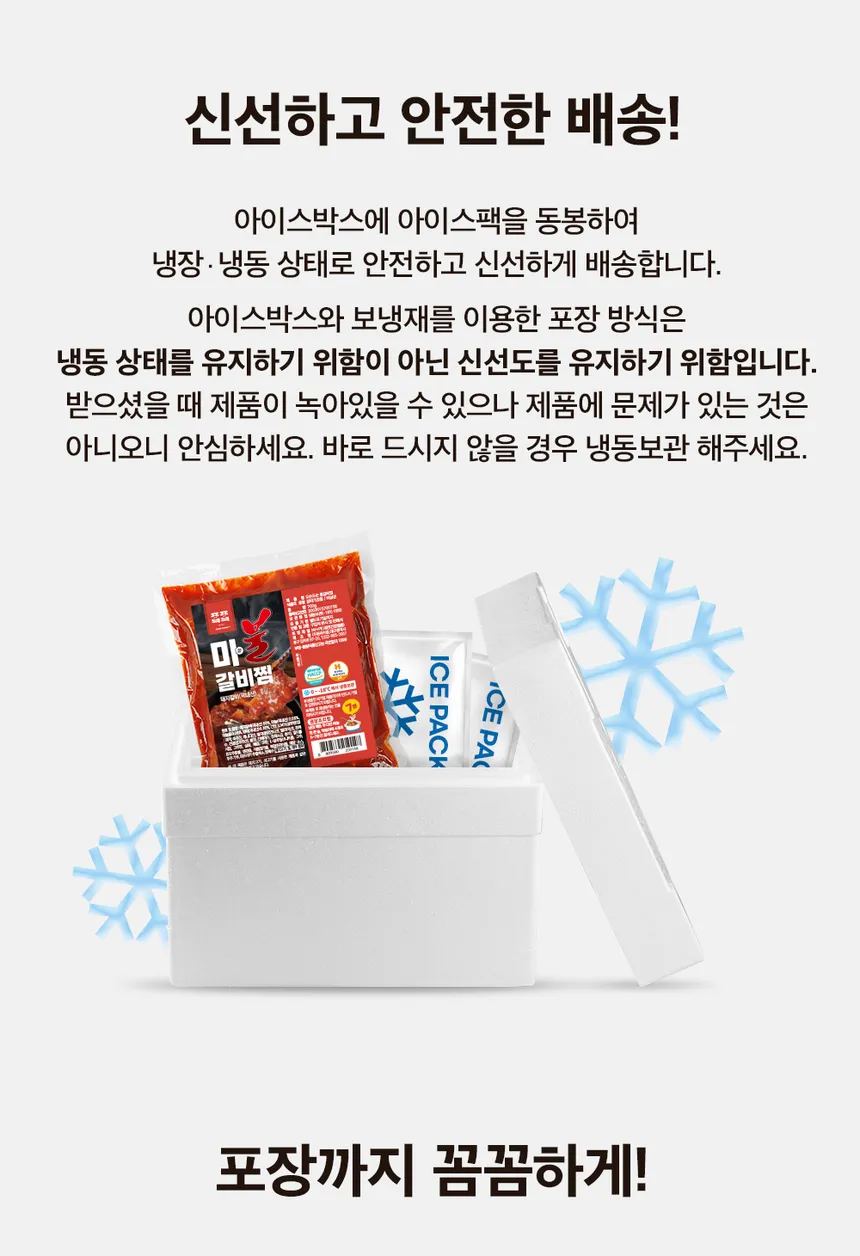 신선하고 안전한 배송!
아이스박스에 아이스팩을 동봉하여
냉장·냉동 상태로 안전하고 신선하게 배송합니다.
아이스박스와 보냉재를 이용한 포장 방식은
냉동 상태를 유지하기 위함이 아닌 신선도를 유지하기 위함입니다.
받으셨을 때 제품이 녹아있을 수 있으나 제품에 문제가 있는 것은
아니오니 안심하세요. 바로 드시지 않을 경우 냉동보관 해주세요.
마불
갈비찜
ICE PACK
ICE PAC
포장까지 꼼꼼하게!